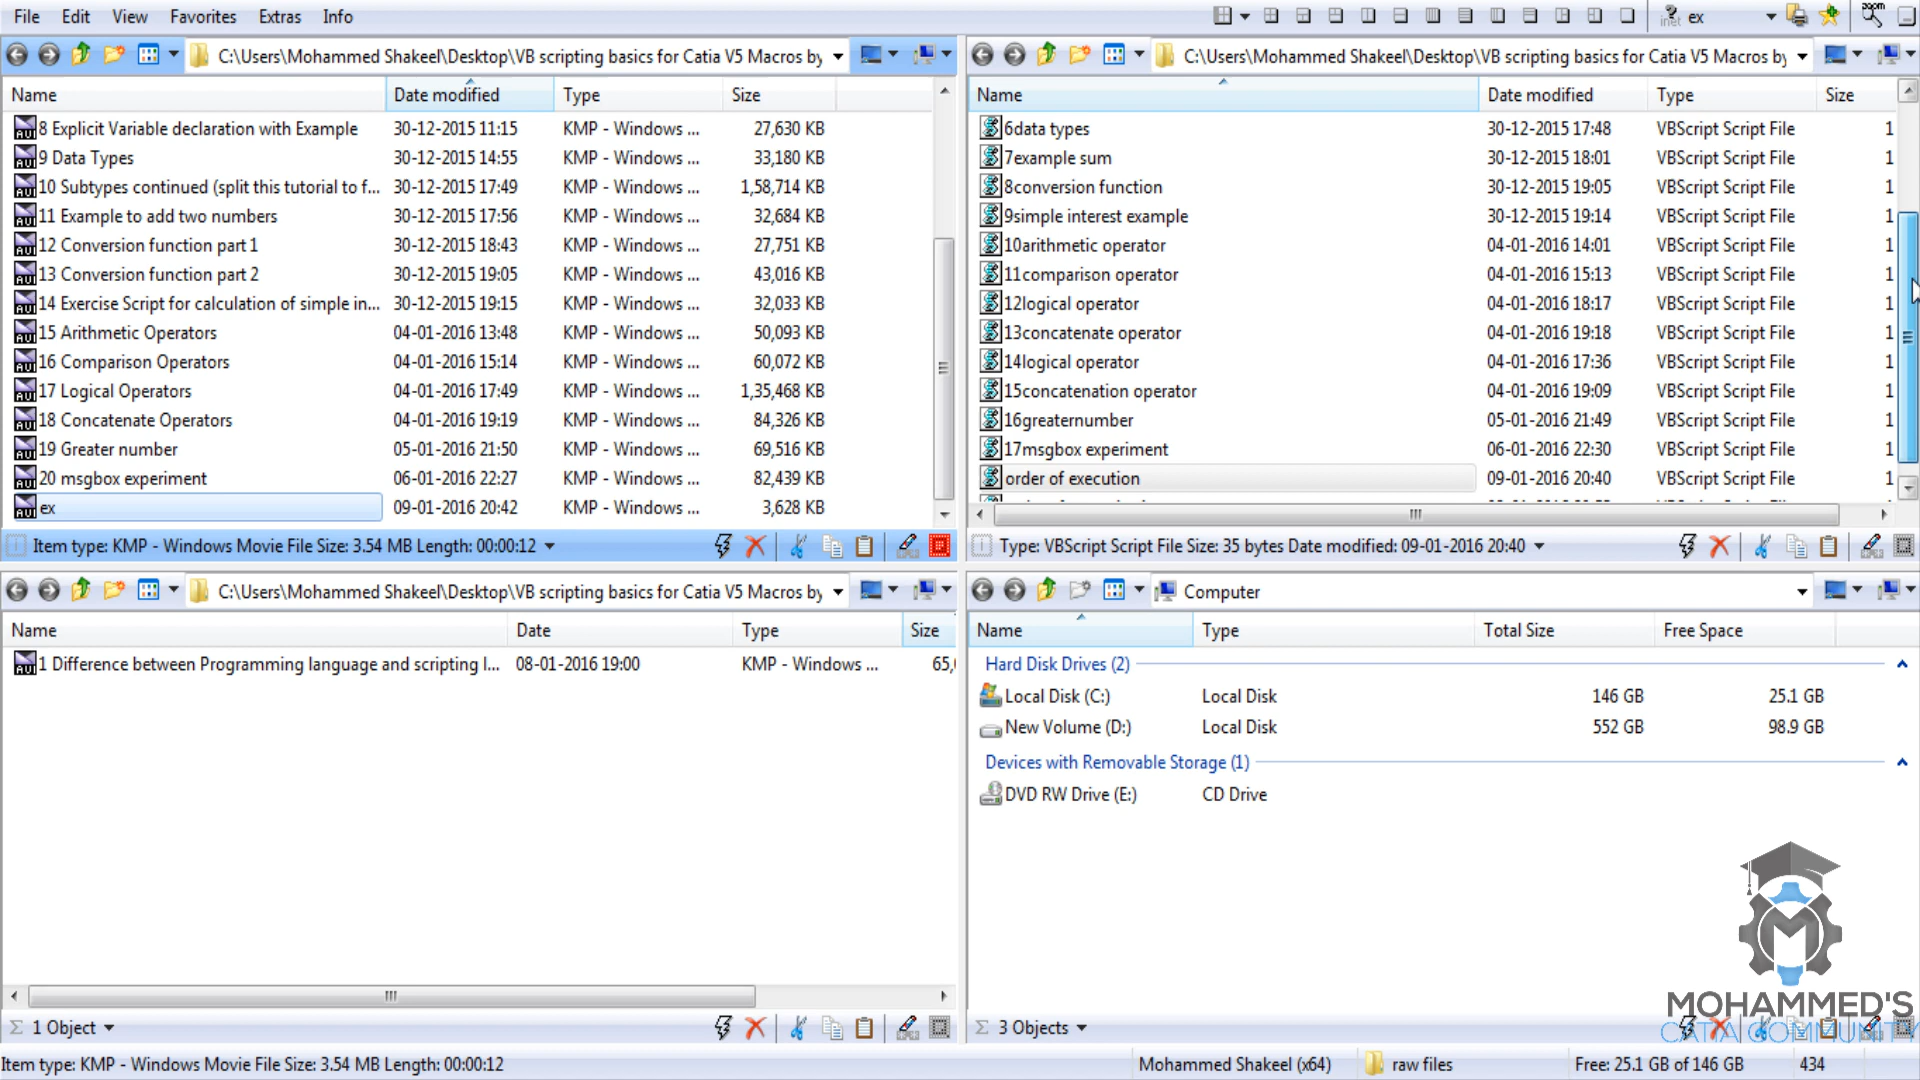 File Edit View Favorites Extras Info ex zoom
C:\Users\Mohammed Shakeel\Desktop\VB scripting basics for Catia V5 Macros by
Name Date modified Type Size
8 Explicit Variable declaration with Example 30-12-2015 11:15 KMP - Windows ... 27,630 KB
9 Data Types 30-12-2015 14:55 KMP - Windows ... 33,180 KB
10 Subtypes continued (split this tutorial to f... 30-12-2015 17:49 KMP - Windows ... 1,58,714 KB
11 Example to add two numbers 30-12-2015 17:56 KMP - Windows ... 32,684 KB
12 Conversion function part 1 30-12-2015 18:43 KMP - Windows ... 27,751 KB
13 Conversion function part 2 30-12-2015 19:05 KMP - Windows ... 43,016 KB
14 Exercise Script for calculation of simple in... 30-12-2015 19:15 KMP - Windows ... 32,033 KB
15 Arithmetic Operators 04-01-2016 13:48 KMP - Windows ... 50,093 KB
16 Comparison Operators 04-01-2016 15:14 KMP - Windows ... 60,072 KB
17 Logical Operators 04-01-2016 17:49 KMP - Windows ... 1,35,468 KB
18 Concatenate Operators 04-01-2016 19:19 KMP - Windows ... 84,326 KB
19 Greater number 05-01-2016 21:50 KMP - Windows ... 69,516 KB
20 msgbox experiment 06-01-2016 22:27 KMP - Windows ... 82,439 KB
ex 09-01-2016 20:42 KMP - Windows ... 3,628 KB
Item type: KMP - Windows Movie File Size: 3.54 MB Length: 00:00:12
C:\Users\Mohammed Shakeel\Desktop\VB scripting basics for Catia V5 Macros by
Name Date modified Type Size
6data types 30-12-2015 17:48 VBScript Script File 1
7example sum 30-12-2015 18:01 VBScript Script File 1
8conversion function 30-12-2015 19:05 VBScript Script File 1
9simple interest example 30-12-2015 19:14 VBScript Script File 1
10arithmetic operator 04-01-2016 14:01 VBScript Script File 1
11comparison operator 04-01-2016 15:13 VBScript Script File 1
12logical operator 04-01-2016 18:17 VBScript Script File 1
13concatenate operator 04-01-2016 19:18 VBScript Script File 1
14logical operator 04-01-2016 17:36 VBScript Script File 1
15concatenation operator 04-01-2016 19:09 VBScript Script File 1
16greaternumber 05-01-2016 21:49 VBScript Script File 1
17msgbox experiment 06-01-2016 22:30 VBScript Script File 1
order of execution 09-01-2016 20:40 VBScript Script File 1
Type: VBScript Script File Size: 35 bytes Date modified: 09-01-2016 20:40
C:\Users\Mohammed Shakeel\Desktop\VB scripting basics for Catia V5 Macros by
Name Date Type Size
1 Difference between Programming language and scripting l... 08-01-2016 19:00 KMP - Windows ... 65,
1 Object
Computer
Name Type Total Size Free Space
Hard Disk Drives (2)
Local Disk (C:) Local Disk 146 GB 25.1 GB
New Volume (D:) Local Disk 552 GB 98.9 GB
Devices with Removable Storage (1)
DVD RW Drive (E:) CD Drive
3 Objects
MOHAMMED'S
CATIA COMMUNITY
Item type: KMP - Windows Movie File Size: 3.54 MB Length: 00:00:12 Mohammed Shakeel (x64) raw files Free: 25.1 GB of 146 GB 434